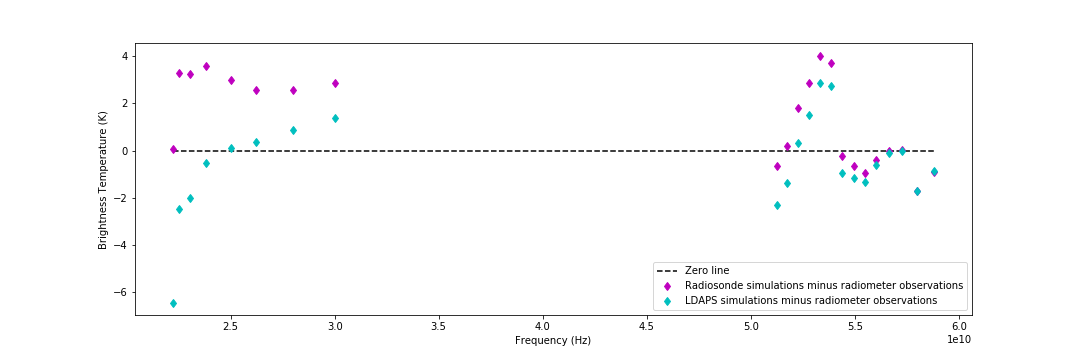 4
2
0
−2
−4
−6
Brightness Temperature (K)
2.5 3.0 3.5 4.0 4.5 5.0 5.5 6.0
1e10
Frequency (Hz)
Zero line
Radiosonde simulations minus radiometer observations
LDAPS simulations minus radiometer observations